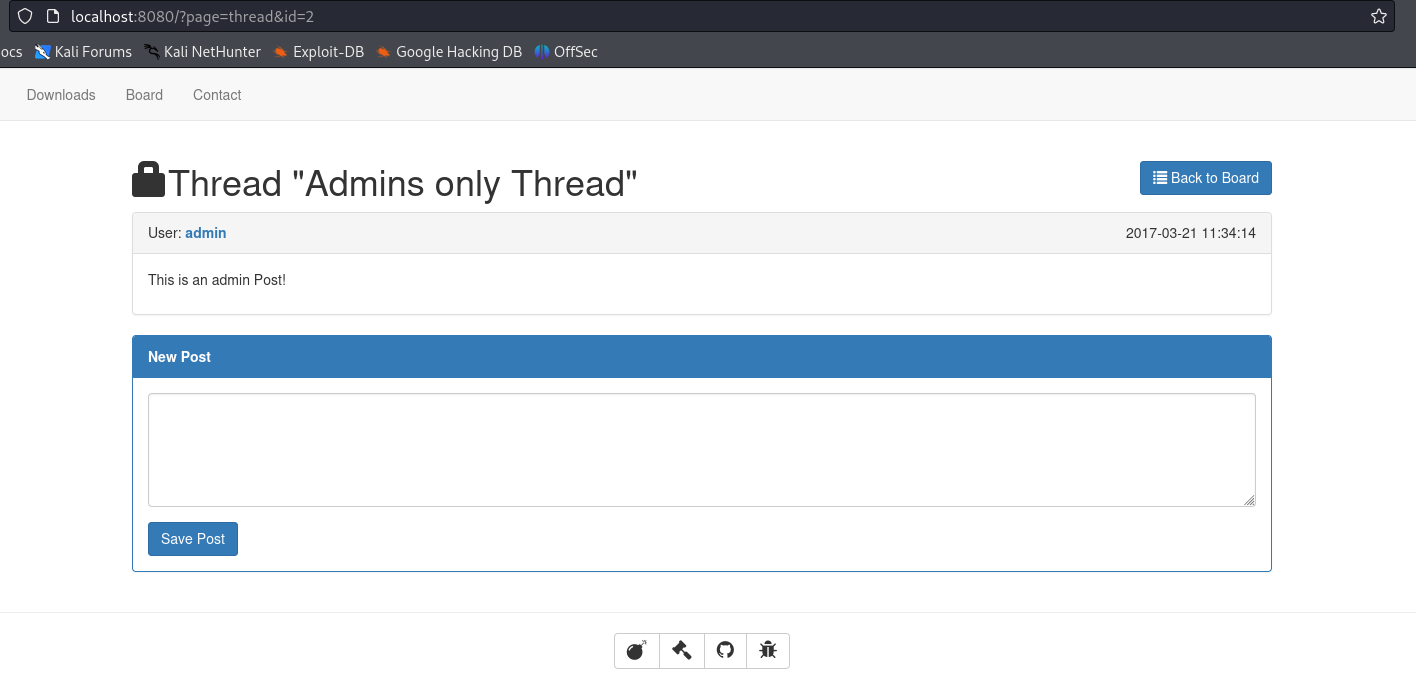 localhost:8080/?page=thread&id=2
ocs Kali Forums Kali NetHunter Exploit-DB Google Hacking DB OffSec
Downloads Board Contact
Thread "Admins only Thread"
Back to Board
User: admin 2017-03-21 11:34:14
This is an admin Post!
New Post
Save Post